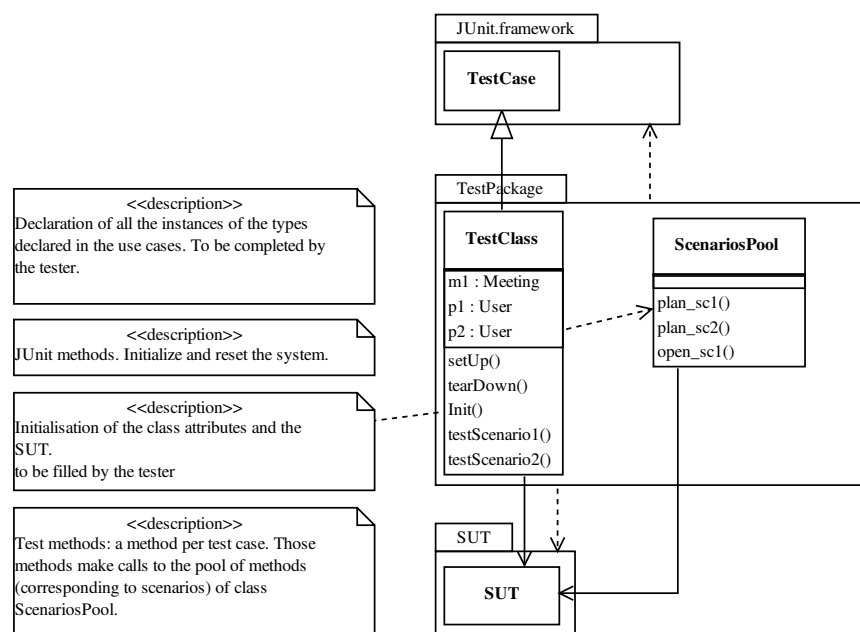 JUnit.framework
TestCase
TestPackage
TestClass
m1 : Meeting
p1 : User
p2 : User
setUp()
tearDown()
Init()
testScenario1()
testScenario2()
ScenariosPool
plan_sc1()
plan_sc2()
open_sc1()
<<description>>
Declaration of all the instances of the types
declared in the use cases. To be completed by
the tester.
<<description>>
JUnit methods. Initialize and reset the system.
<<description>>
Initialisation of the class attributes and the
SUT.
to be filled by the tester
<<description>>
Test methods: a method per test case. Those
methods make calls to the pool of methods
(corresponding to scenarios) of class
ScenariosPool.
SUT
SUT